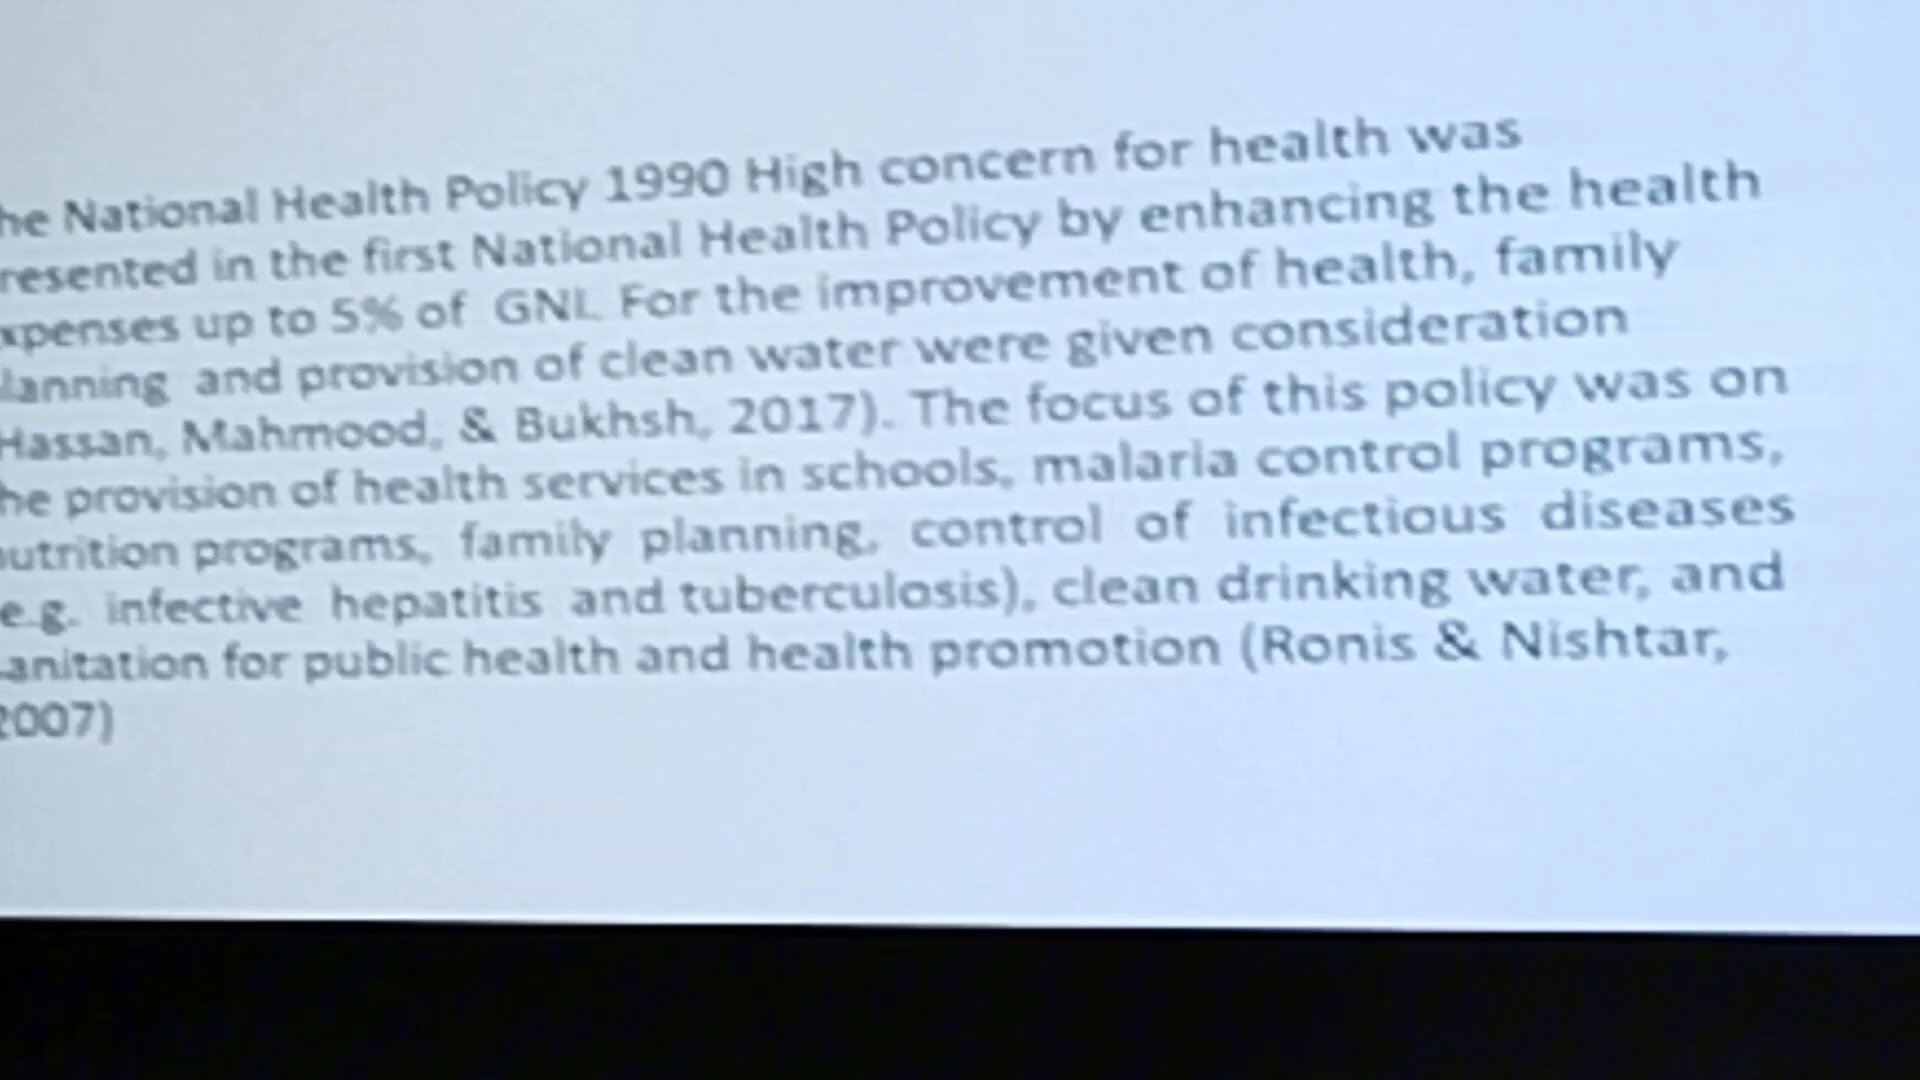 he National Health Policy 1990 High concern for health was
resented in the first National Health Policy by enhancing the health
xpenses up to 5% of GNI. For the improvement of health, family
lanning and provision of clean water were given consideration
Hassan, Mahmood, & Bukhsh, 2017). The focus of this policy was on
he provision of health services in schools, malaria control programs,
utrition programs, family planning, control of infectious diseases
e.g. infective hepatitis and tuberculosis), clean drinking water, and
anitation for public health and health promotion (Ronis & Nishtar,
2007)